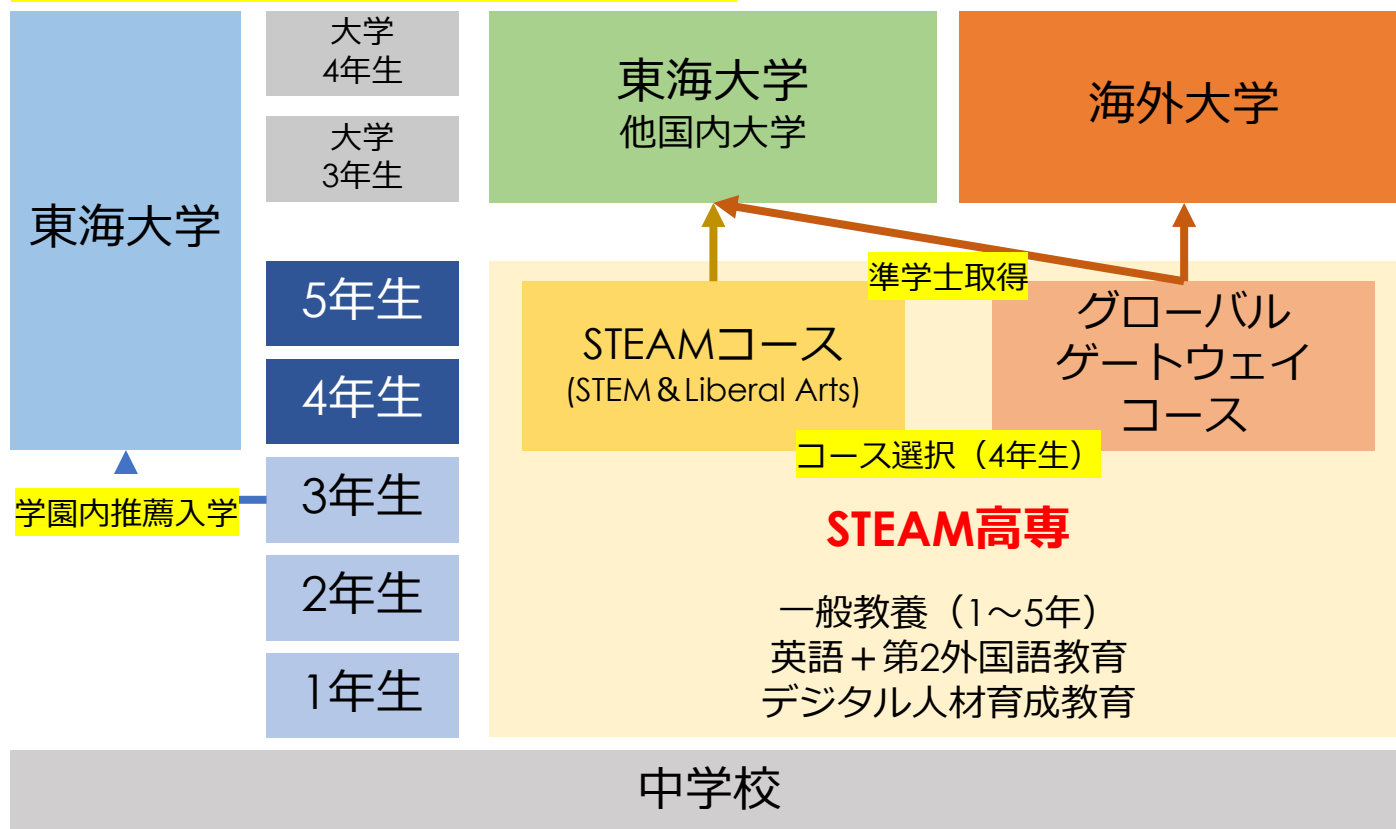 東海大学
大学
4年生
大学
3年生
東海大学
他国内大学
海外大学
5年生
4年生
3年生
2年生
1年生
学園内推薦入学
準学士取得
STEAMコース
(STEM＆Liberal Arts)
グローバル
ゲートウェイ
コース
コース選択（4年生）
STEAM高専
一般教養（1～5年）
英語＋第2外国語教育
デジタル人材育成教育
中学校